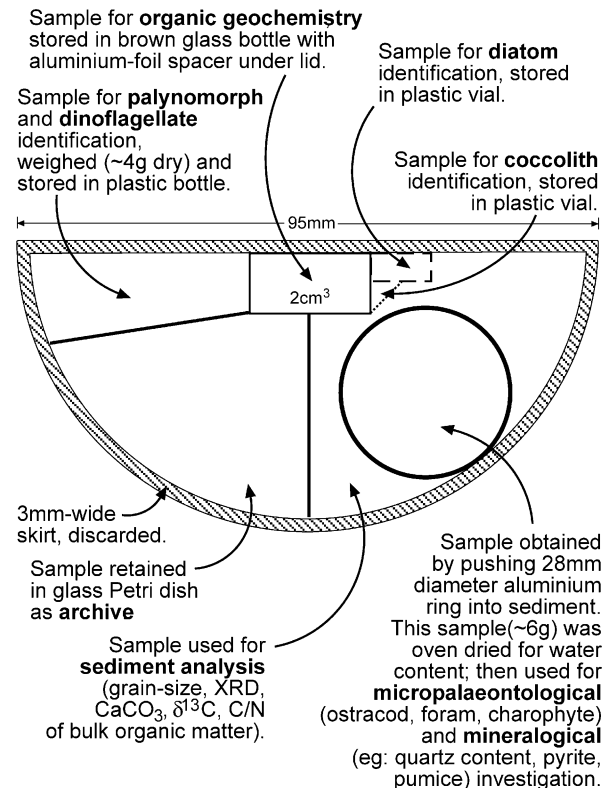 Sample for organic geochemistry
stored in brown glass bottle with
aluminium-foil spacer under lid.
Sample for diatom
identification, stored
in plastic vial.
Sample for palynomorph
and dinoflagellate
identification,
weighed (~4g dry) and
stored in plastic bottle.
Sample for coccolith
identification, stored
in plastic vial.
95mm
2cm³
3mm-wide
skirt, discarded.
Sample retained
in glass Petri dish
as archive
Sample used for
sediment analysis
(grain-size, XRD,
CaCO₃, δ¹³C, C/N
of bulk organic matter).
Sample obtained
by pushing 28mm
diameter aluminium
ring into sediment.
This sample(~6g) was
oven dried for water
content; then used for
micropalaeontological
(ostracod, foram, charophyte)
and mineralogical
(eg: quartz content, pyrite,
pumice) investigation.